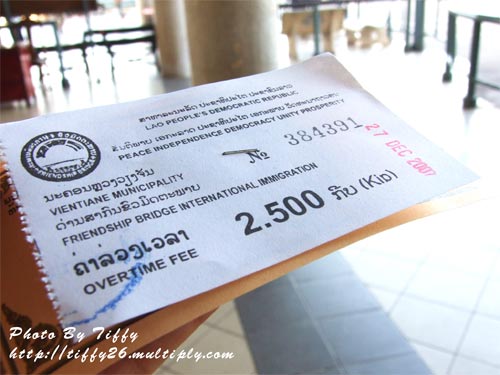 ສາທາລະນະລັດ ປະຊາທິປະໄຕ ປະຊາຊົນລາວ
LAO PEOPLE'S DEMOCRATIC REPUBLIC
ສັນຕິພາບ ເອກະລາດ ປະຊາທິປະໄຕ ເອກະພາບ ວັດທະນາຖາວອນ
PEACE INDEPENDENCE DEMOCRACY UNITY PROSPERITY
№ 384391
27 DEC 2007
ນະຄອນຫຼວງວຽງຈັນ
VIENTIANE MUNICIPALITY
ດ່ານສາກົນຂົວມິດຕະພາບ
FRIENDSHIP BRIDGE INTERNATIONAL IMMIGRATION
ຄ່າລ່ວງເວລາ
OVERTIME FEE
2.500 ກີບ (Kib)
Photo By Tiffy
http://tiffy26.multiply.com